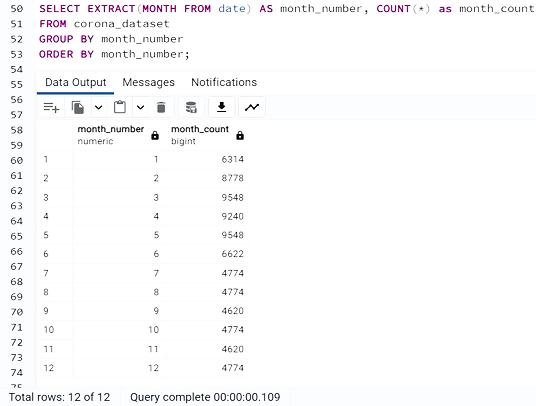 50 SELECT EXTRACT(MONTH FROM date) AS month_number, COUNT(*) as month_count
51 FROM corona_dataset
52 GROUP BY month_number
53 ORDER BY month_number;
54
55 Data Output Messages Notifications
56
57
58 month_number month_count
59 numeric bigint
60 1 1 6314
61 2 2 8778
62
63 3 3 9548
64 4 4 9240
65 5 5 9548
66 6 6 6622
67 7 7 4774
68
69 8 8 4774
70 9 9 4620
71 10 10 4774
72
73 11 11 4620
74 12 12 4774
75
Total rows: 12 of 12 Query complete 00:00:00.109